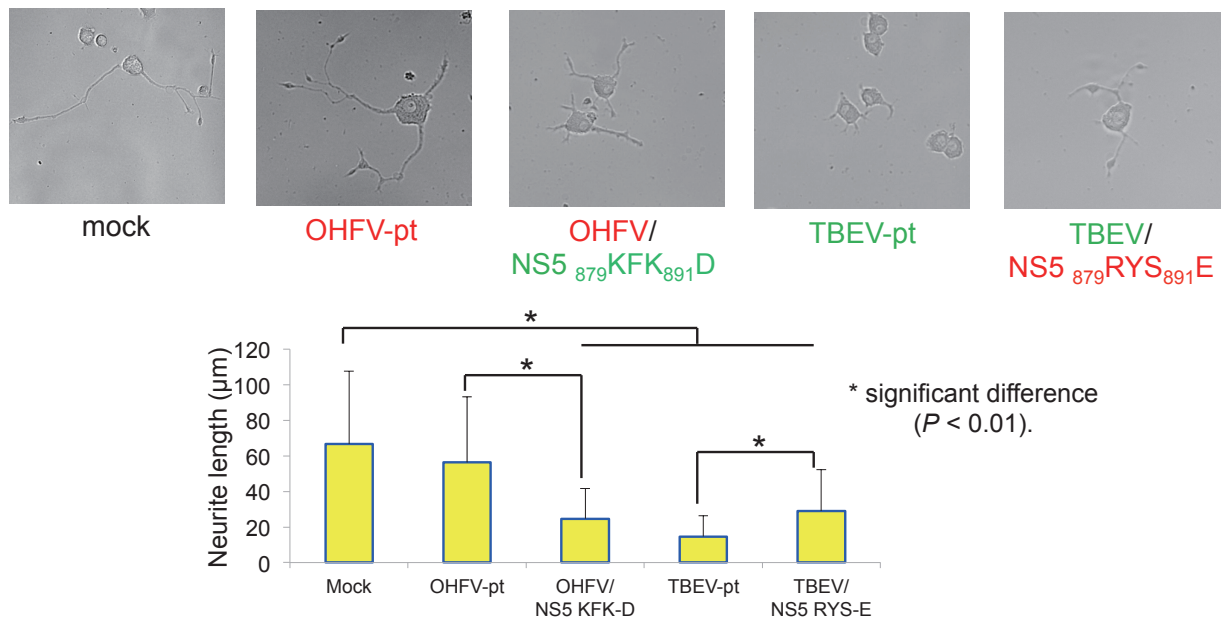 mock
OHFV-pt
OHFV/
NS5 879KFK891D
TBEV-pt
TBEV/
NS5 879RYS891E
*
*
*
* significant difference
(P < 0.01).
Neurite length (µm)
120
100
80
60
40
20
0
Mock
OHFV-pt
OHFV/
NS5 KFK-D
TBEV-pt
TBEV/
NS5 RYS-E